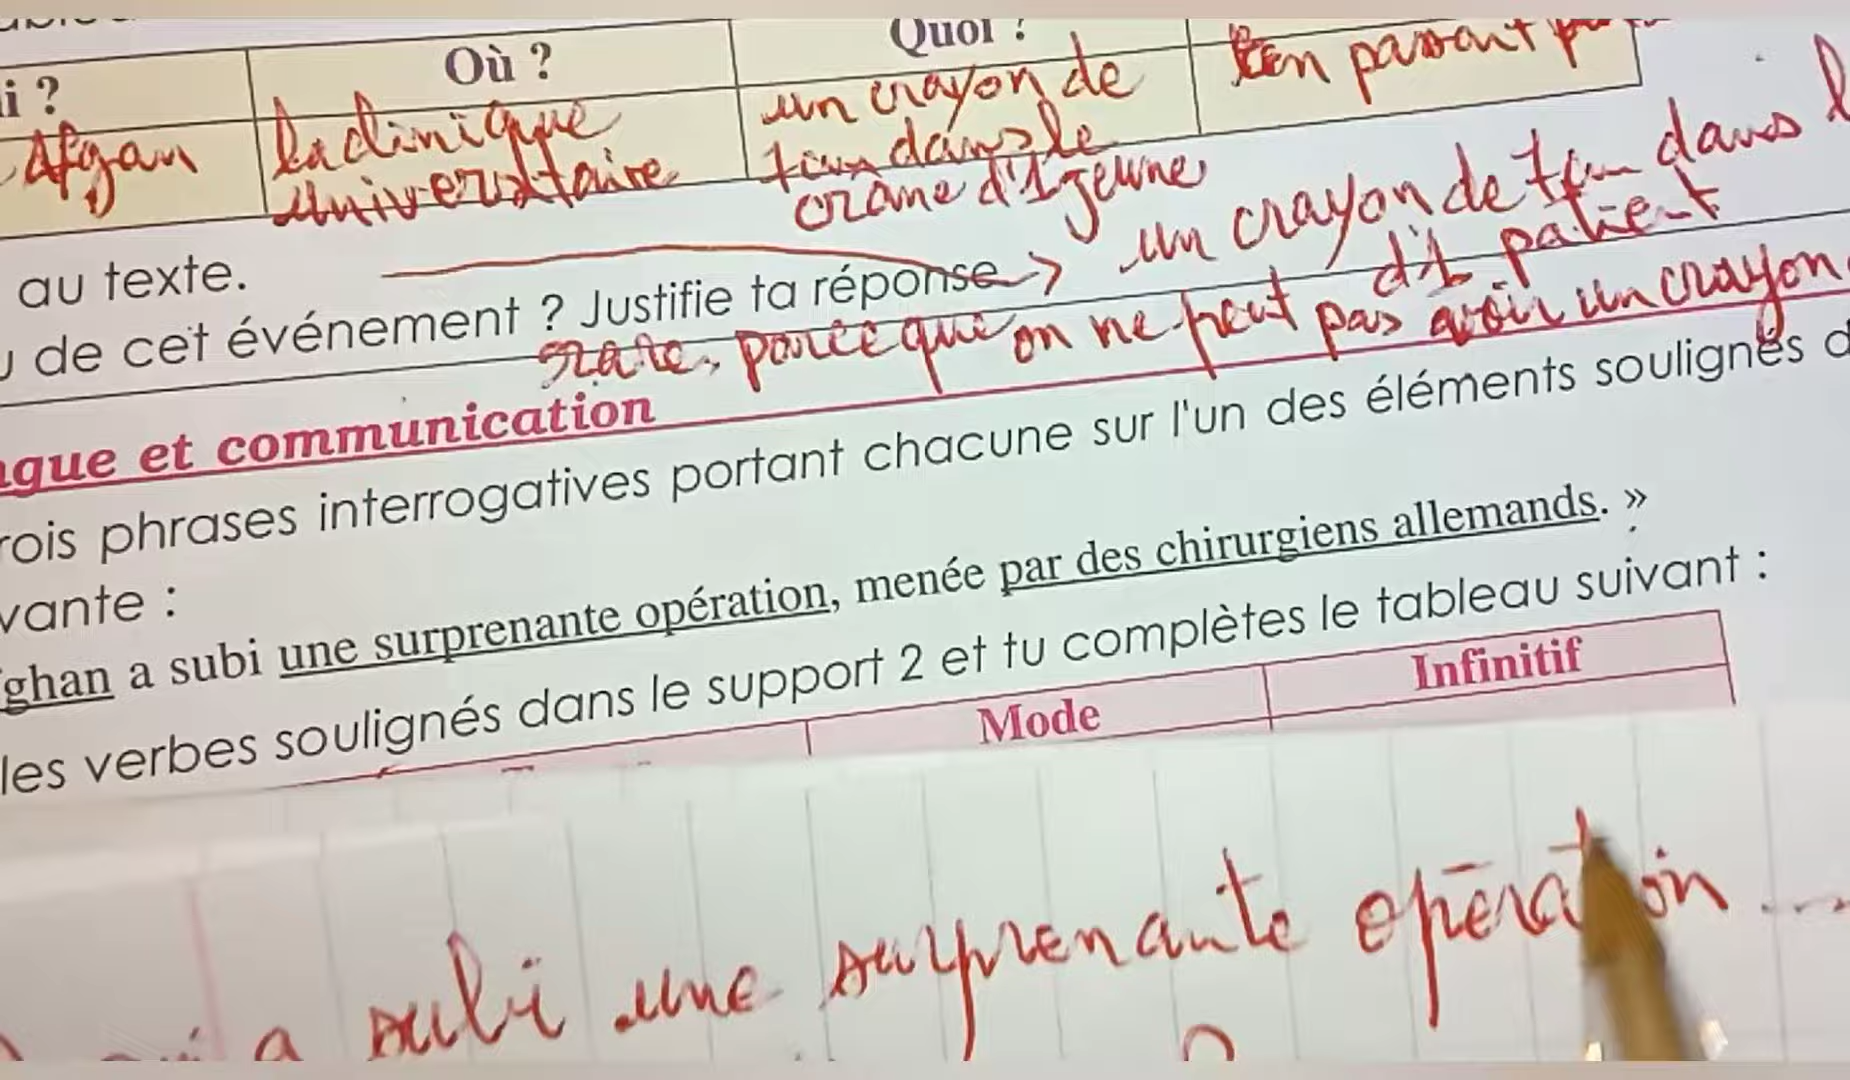 Quoi ?
Où ?
i ?
en passant p
un crayon de
tam dans le
crâne d'1 jeune
la clinique
universitaire
Afgan
au texte.
un crayon de tam dans l
d'1 patient
de cet événement ? Justifie ta réponse
rare, parce que on ne peut pas avoir un crayon
gue et communication
rois phrases interrogatives portant chacune sur l'un des éléments soulignés d
vante :
ghan a subi une surprenante opération, menée par des chirurgiens allemands. »
les verbes soulignés dans le support 2 et tu complètes le tableau suivant :
Mode
Infinitif
a subi une surprenante opération ...